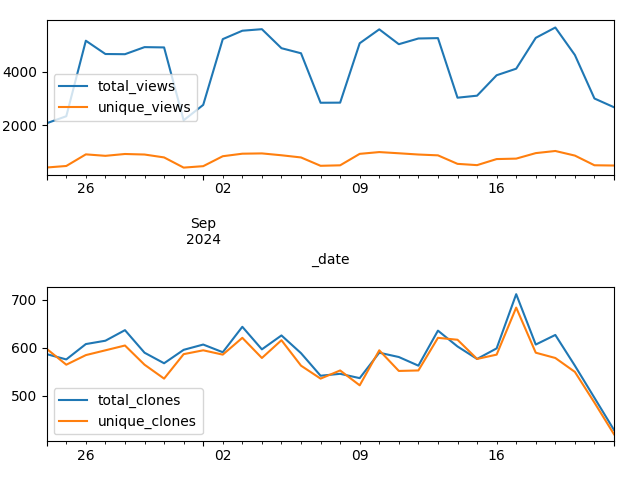 4000
2000
total_views
unique_views
26
02
09
16
Sep
2024
_date
700
600
500
total_clones
unique_clones
26
02
09
16